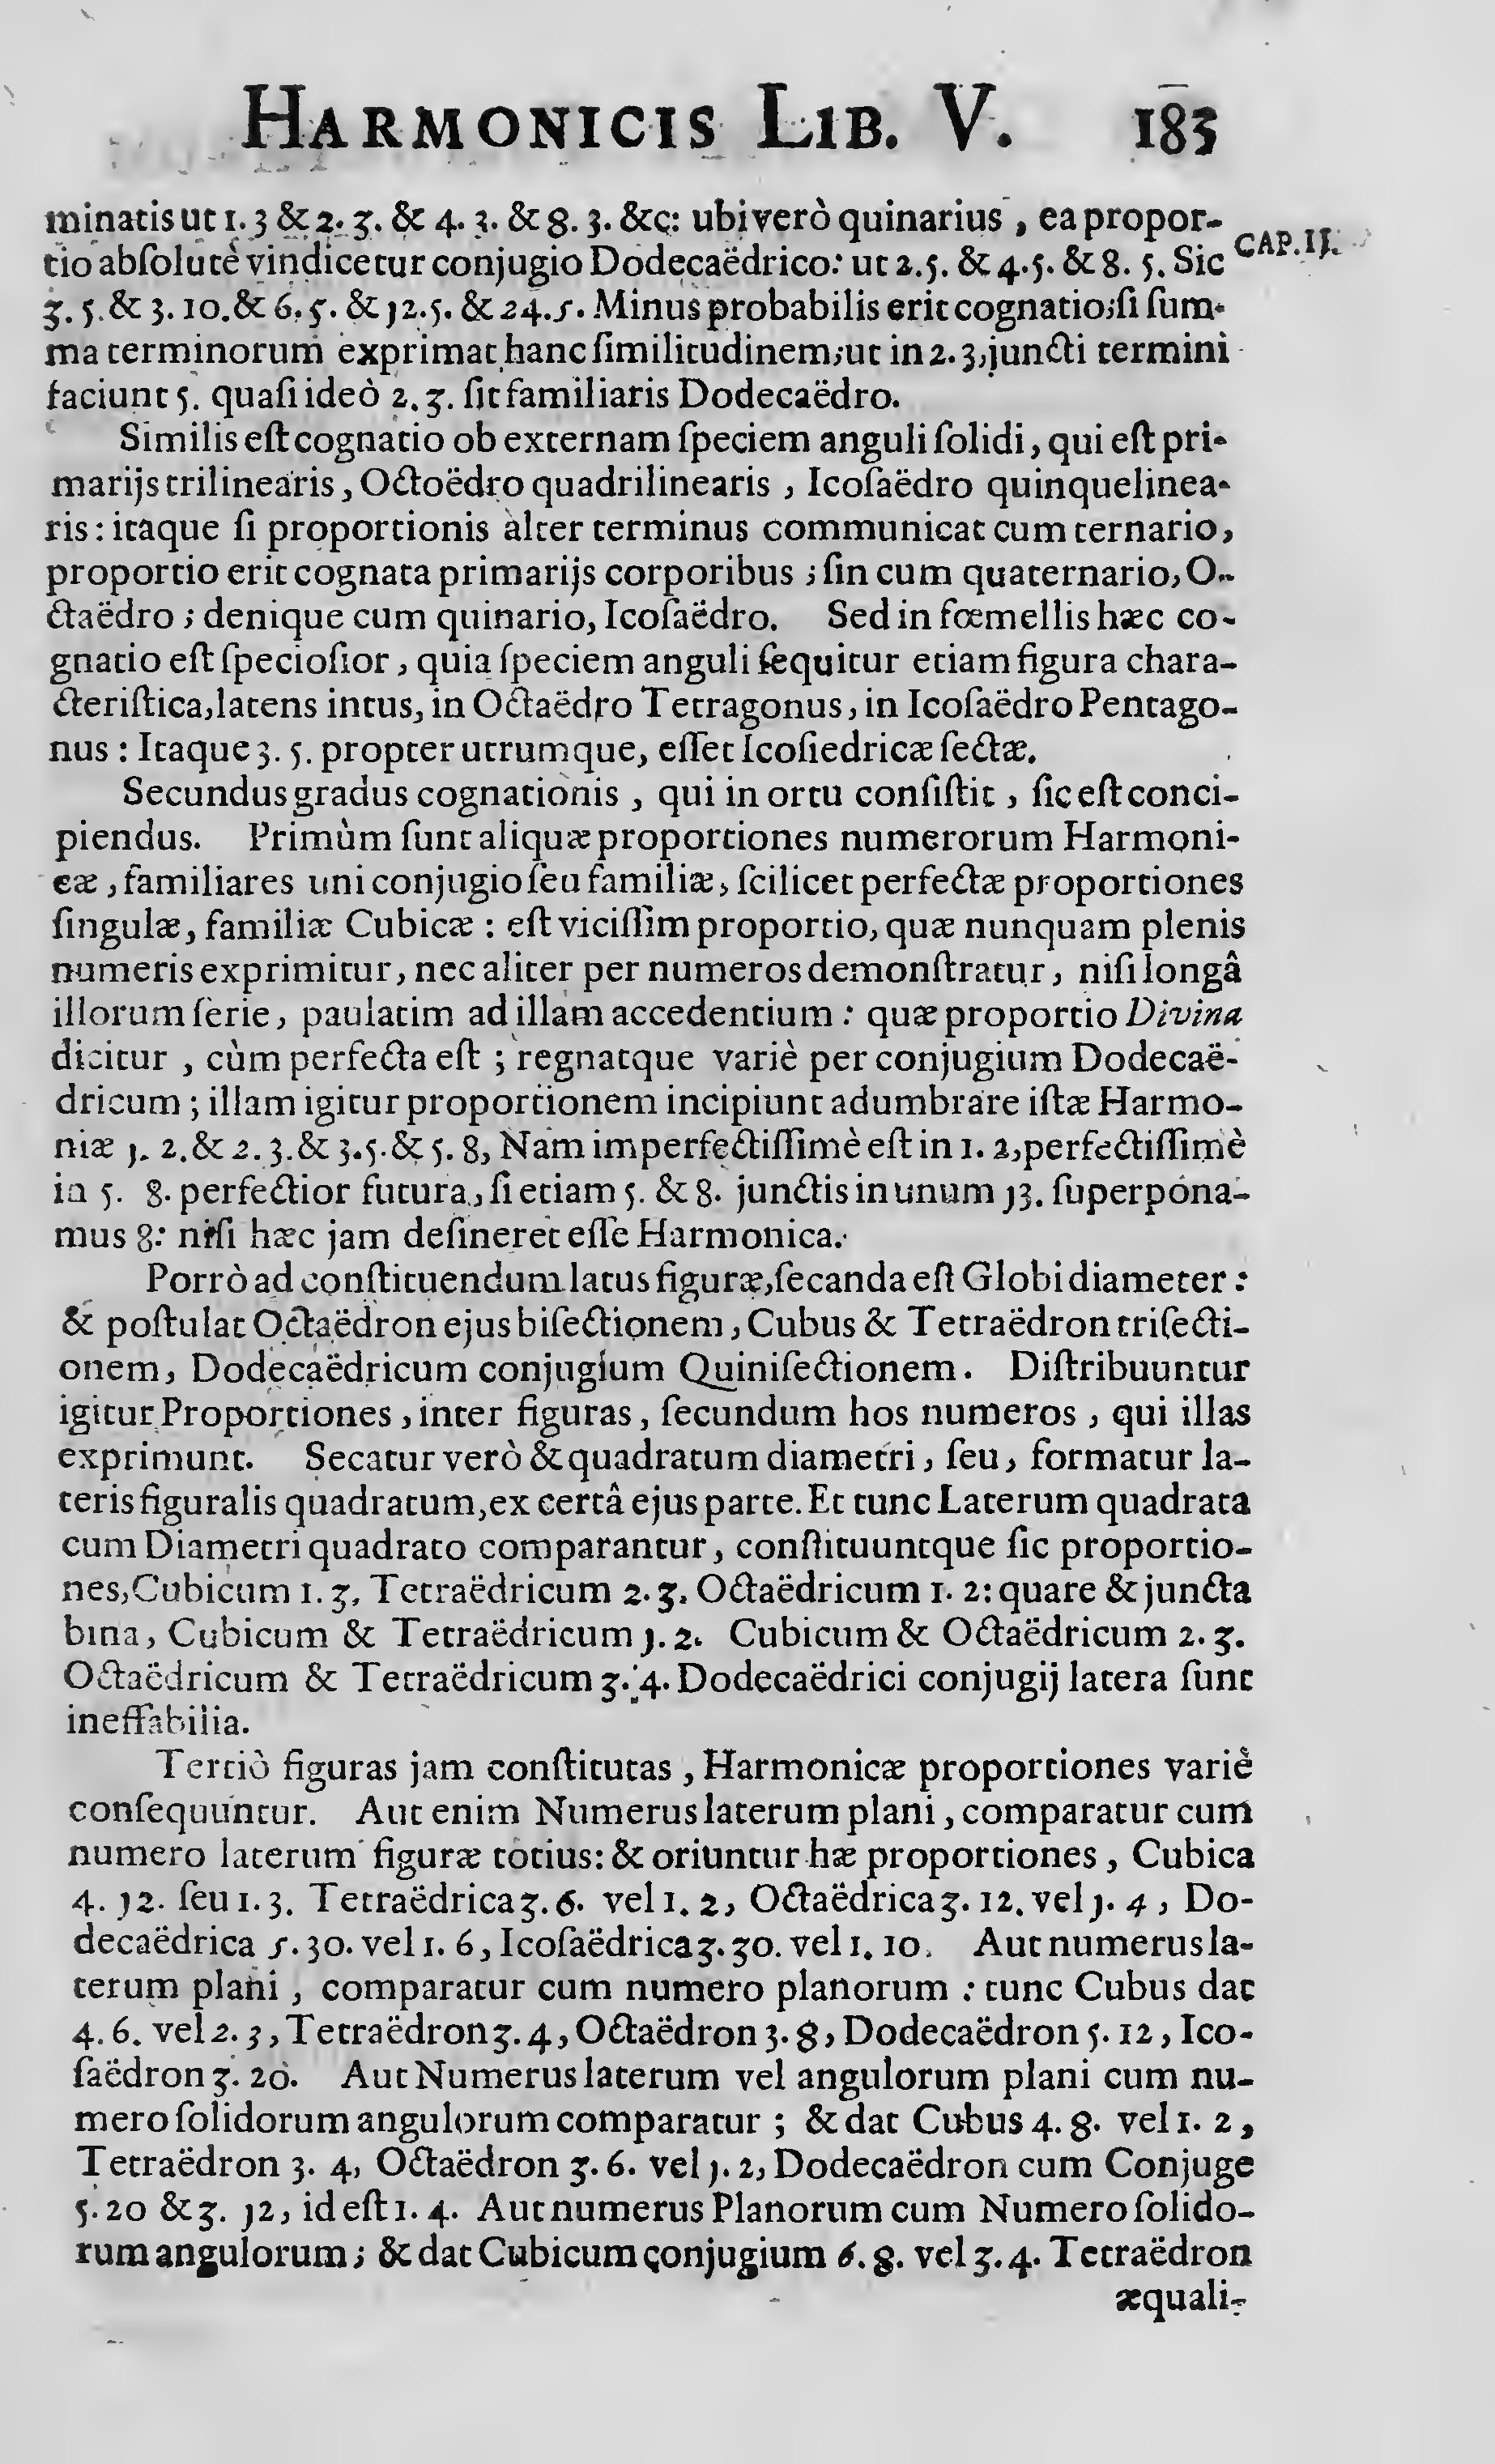 HARMONICIS LIB. V. 183
minatis ut 1. 3 & 2. 3. & 4. 3. & 8. 3. &c: ubi verò quinarius, ea propor-
CAP. II.
tio abſolutè vindicetur conjugio Dodecaëdrico: ut 2. 5. & 4. 5. & 8. 5. Sic
3. 5. & 3. 10. & 6. 5. & 12. 5. & 24. 5. Minus probabilis erit cognatio; ſi ſum-
ma terminorum exprimat hanc ſimilitudinem; ut in 2. 3, juncti termini
faciunt 5. quaſi ideò 2. 3. ſit familiaris Dodecaëdro.
Similis eſt cognatio ob externam ſpeciem anguli ſolidi, qui eſt pri-
marijs trilinearis, Octoëdro quadrilinearis, Icoſaëdro quinquelinea-
ris: itaque ſi proportionis alter terminus communicat cum ternario,
proportio erit cognata primarijs corporibus; ſin cum quaternario, O-
ctaëdro; denique cum quinario, Icoſaëdro. Sed in fœmellis hæc co-
gnatio eſt ſpecioſior, quia ſpeciem anguli ſequitur etiam figura chara-
cteriſtica, latens intus, in Octaëdro Tetragonus, in Icoſaëdro Pentago-
nus: Itaque 3. 5. propter utrumque, eſſet Icoſiedricæ ſectæ.
Secundus gradus cognationis, qui in ortu conſiſtit, ſic eſt conci-
piendus. Primùm ſunt aliquæ proportiones numerorum Harmoni-
cæ, familiares uni conjugio ſeu familiæ, ſcilicet perfectæ proportiones
ſingulæ, familiæ Cubicæ: eſt viciſſim proportio, quæ nunquam plenis
numeris exprimitur, nec aliter per numeros demonſtratur, niſi longâ
illorum ſerie, paulatim ad illam accedentium: quæ proportio Divina
dicitur, cùm perfecta eſt; regnatque variè per conjugium Dodecaë-
dricum; illam igitur proportionem incipiunt adumbrare iſtæ Harmo-
niæ 1. 2. & 2. 3. & 3. 5. & 5. 8, Nam imperfectiſſimè eſt in 1. 2, perfectiſſimè
in 5. 8. perfectior futura, ſi etiam 5. & 8. junctis in unum 13. ſuperpona-
mus 8: niſi hæc jam deſineret eſſe Harmonica.
Porrò ad conſtituendum latus figuræ, ſecanda eſt Globi diameter:
& poſtulat Octaëdron ejus biſectionem, Cubus & Tetraëdron triſecti-
onem, Dodecaëdricum conjugium Quiniſectionem. Diſtribuuntur
igitur Proportiones, inter figuras, ſecundum hos numeros, qui illas
exprimunt. Secatur verò & quadratum diametri, ſeu, formatur la-
teris figuralis quadratum, ex certâ ejus parte. Et tunc Laterum quadrata
cum Diametri quadrato comparantur, conſtituuntque ſic proportio-
nes, Cubicum 1. 3, Tetraëdricum 2. 3. Octaëdricum 1. 2: quare & juncta
bina, Cubicum & Tetraëdricum 1. 2. Cubicum & Octaëdricum 2. 3.
Octaëdricum & Tetraëdricum 3. 4. Dodecaëdrici conjugij latera ſunt
ineffabilia.
Tertiò figuras jam conſtitutas, Harmonicæ proportiones variè
conſequuntur. Aut enim Numerus laterum plani, comparatur cum
numero laterum figuræ totius: & oriuntur hæ proportiones, Cubica
4. 12. ſeu 1. 3. Tetraëdrica 3. 6. vel 1. 2, Octaëdrica 3. 12. vel 1. 4, Do-
decaëdrica 5. 30. vel 1. 6, Icoſaëdrica 3. 30. vel 1. 10. Aut numerus la-
terum plani, comparatur cum numero planorum: tunc Cubus dat
4. 6. vel 2. 3, Tetraëdron 3. 4, Octaëdron 3. 8, Dodecaëdron 5. 12, Ico-
ſaëdron 3. 20. Aut Numerus laterum vel angulorum plani cum nu-
mero ſolidorum angulorum comparatur; & dat Cubus 4. 8. vel 1. 2,
Tetraëdron 3. 4, Octaëdron 3. 6. vel 1. 2, Dodecaëdron cum Conjuge
5. 20 & 3. 12, id eſt 1. 4. Aut numerus Planorum cum Numero ſolido-
rum angulorum; & dat Cubicum conjugium 6. 8. vel 3. 4. Tetraëdron
æquali-